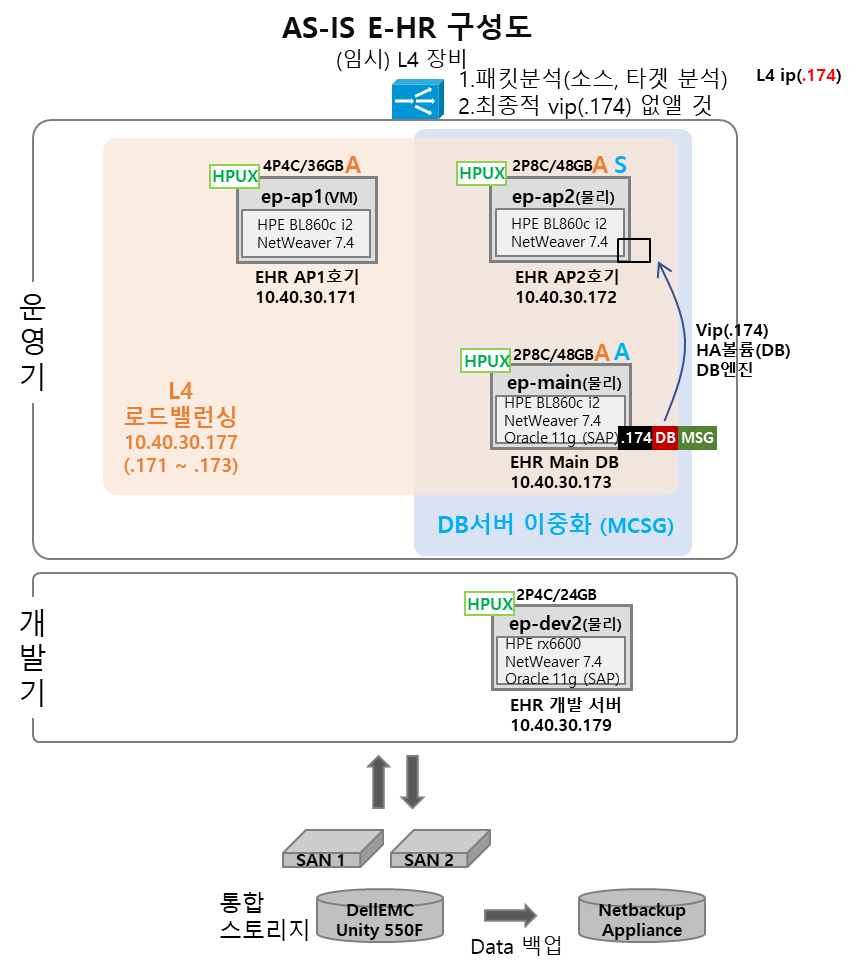 AS-IS E-HR 구성도
(임시) L4 장비
1.패킷분석(소스, 타겟 분석)
2.최종적 vip(.174) 없앨 것
L4 ip(.174)
운영기
4P4C/36GB A
HPUX
ep-ap1(VM)
HPE BL860c i2
NetWeaver 7.4
EHR AP1호기
10.40.30.171
2P8C/48GB A S
HPUX
ep-ap2(물리)
HPE BL860c i2
NetWeaver 7.4
EHR AP2호기
10.40.30.172
Vip(.174)
HA볼륨(DB)
DB엔진
2P8C/48GB A A
HPUX
ep-main(물리)
HPE BL860c i2
NetWeaver 7.4
Oracle 11g (SAP)
.174 DB MSG
EHR Main DB
10.40.30.173
L4
로드밸런싱
10.40.30.177
(.171 ~ .173)
DB서버 이중화 (MCSG)
개발기
2P4C/24GB
HPUX
ep-dev2(물리)
HPE rx6600
NetWeaver 7.4
Oracle 11g (SAP)
EHR 개발 서버
10.40.30.179
SAN 1
SAN 2
통합
스토리지
DellEMC
Unity 550F
Data 백업
Netbackup
Appliance